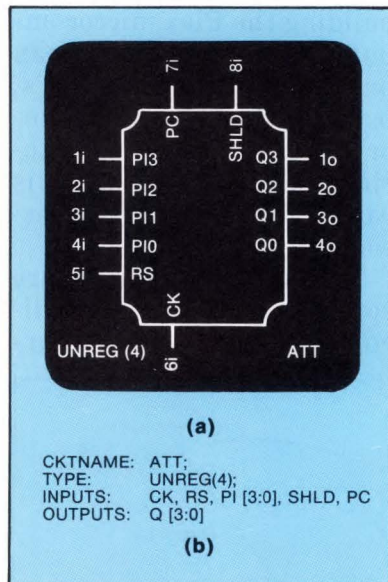 7i 8i
PC SHLD
1i PI3 Q3 1o
2i PI2 Q2 2o
3i PI1 Q1 3o
4i PI0 Q0 4o
5i RS
CK
UNREG (4) 6i ATT
(a)
CKTNAME: ATT;
TYPE: UNREG(4);
INPUTS: CK, RS, PI [3:0], SHLD, PC
OUTPUTS: Q [3:0]
(b)